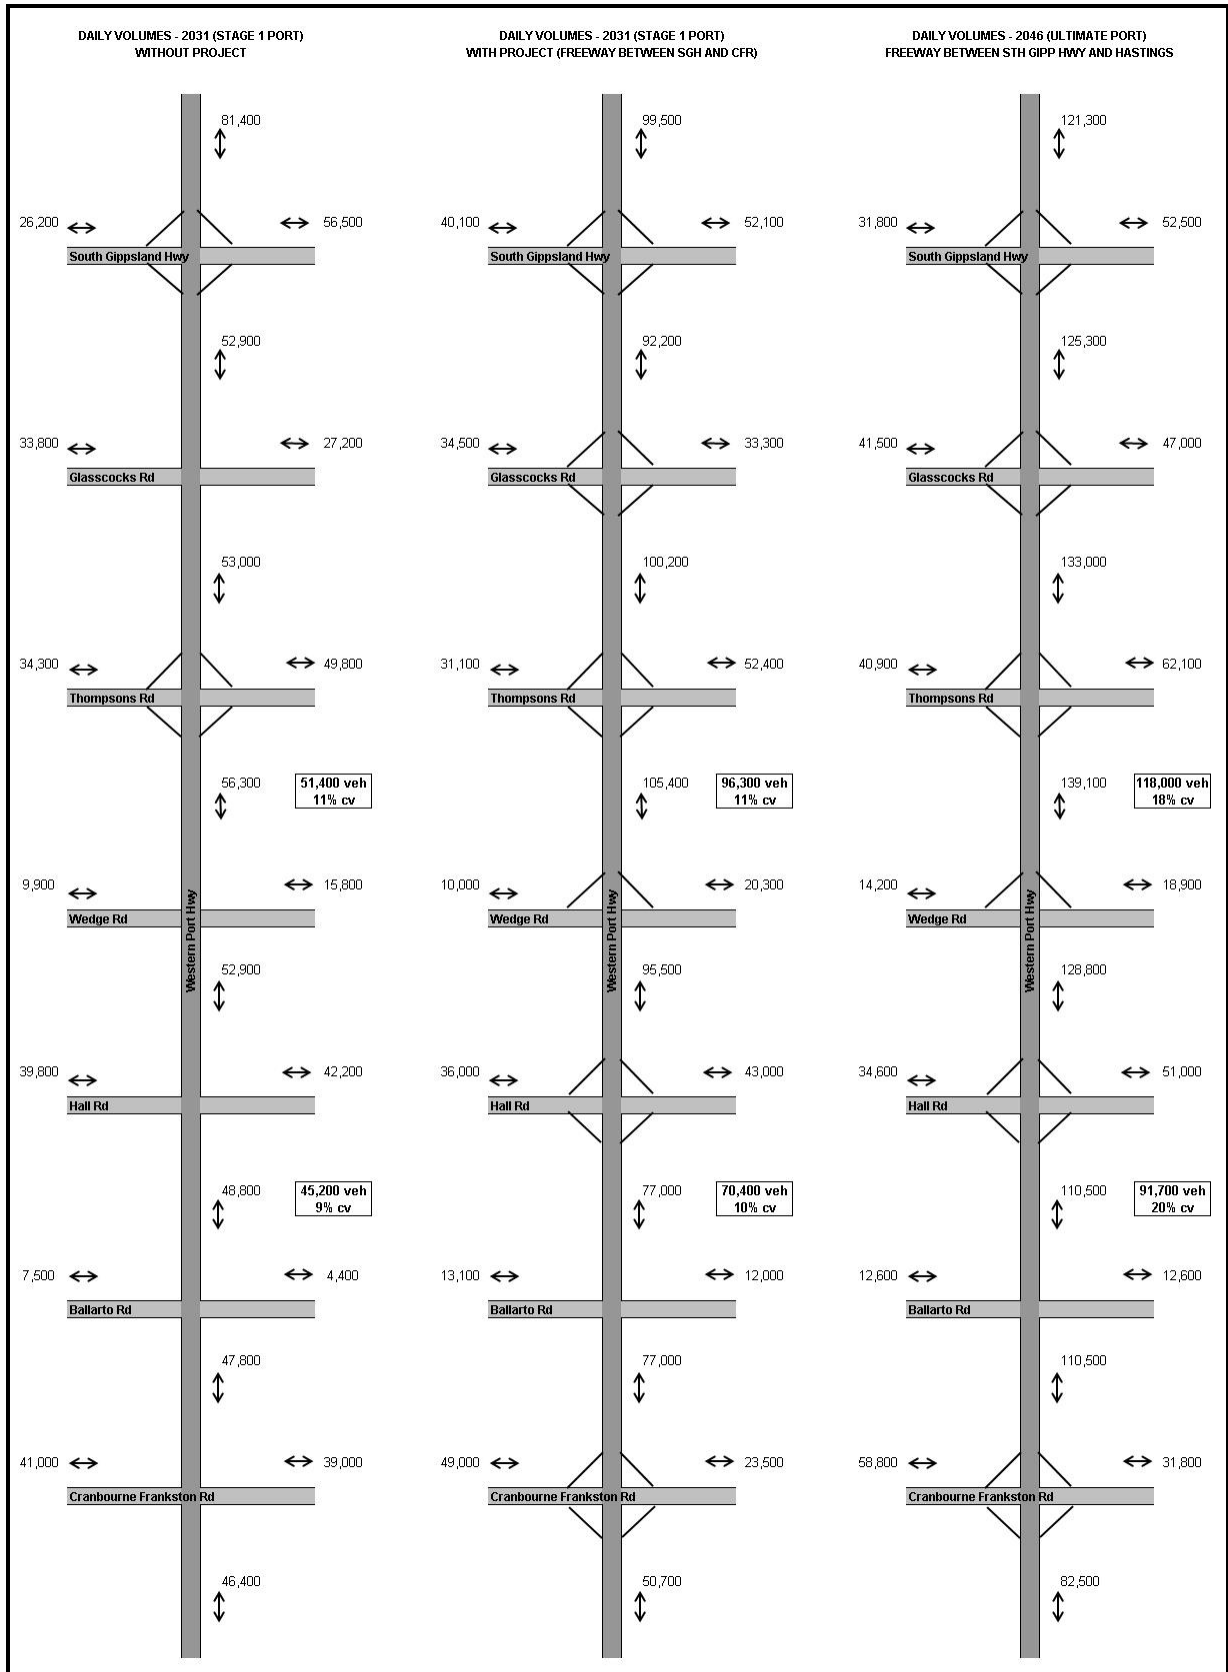 DAILY VOLUMES - 2031 (STAGE 1 PORT)
WITHOUT PROJECT
81,400
26,200
56,500
South Gippsland Hwy
52,900
33,800
27,200
Glasscocks Rd
53,000
34,300
49,800
Thompsons Rd
56,300
51,400 veh
11% cv
9,900
15,800
Wedge Rd
Western Port Hwy
52,900
39,800
42,200
Hall Rd
48,800
45,200 veh
9% cv
7,500
4,400
Ballarto Rd
47,800
41,000
39,000
Cranbourne Frankston Rd
46,400
DAILY VOLUMES - 2031 (STAGE 1 PORT)
WITH PROJECT (FREEWAY BETWEEN SGH AND CFR)
99,500
40,100
52,100
South Gippsland Hwy
92,200
34,500
33,300
Glasscocks Rd
100,200
31,100
52,400
Thompsons Rd
105,400
96,300 veh
11% cv
10,000
20,300
Wedge Rd
Western Port Hwy
95,500
36,000
43,000
Hall Rd
77,000
70,400 veh
10% cv
13,100
12,000
Ballarto Rd
77,000
49,000
23,500
Cranbourne Frankston Rd
50,700
DAILY VOLUMES - 2046 (ULTIMATE PORT)
FREEWAY BETWEEN STH GIPP HWY AND HASTINGS
121,300
31,800
52,500
South Gippsland Hwy
125,300
41,500
47,000
Glasscocks Rd
133,000
40,900
62,100
Thompsons Rd
139,100
118,000 veh
18% cv
14,200
18,900
Wedge Rd
Western Port Hwy
128,800
34,600
51,000
Hall Rd
110,500
91,700 veh
20% cv
12,600
12,600
Ballarto Rd
110,500
58,800
31,800
Cranbourne Frankston Rd
82,500